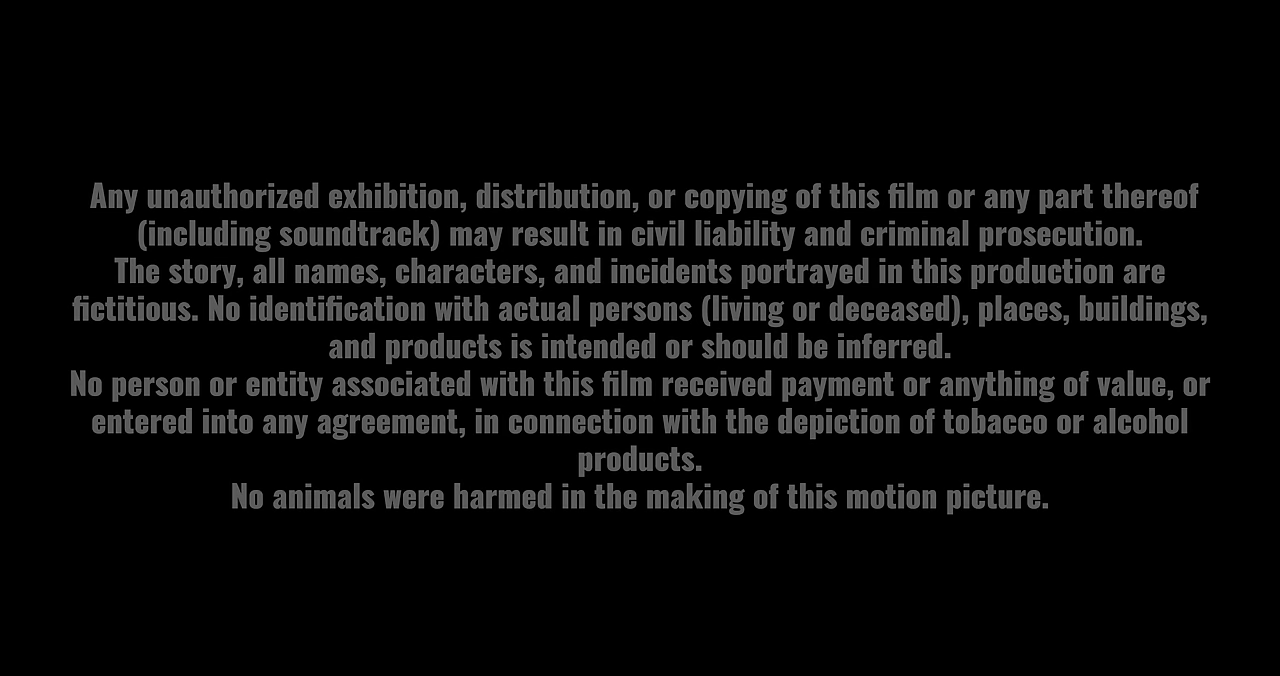 Any unauthorized exhibition, distribution, or copying of this film or any part thereof
(including soundtrack) may result in civil liability and criminal prosecution.
The story, all names, characters, and incidents portrayed in this production are
fictitious. No identification with actual persons (living or deceased), places, buildings,
and products is intended or should be inferred.
No person or entity associated with this film received payment or anything of value, or
entered into any agreement, in connection with the depiction of tobacco or alcohol
products.
No animals were harmed in the making of this motion picture.